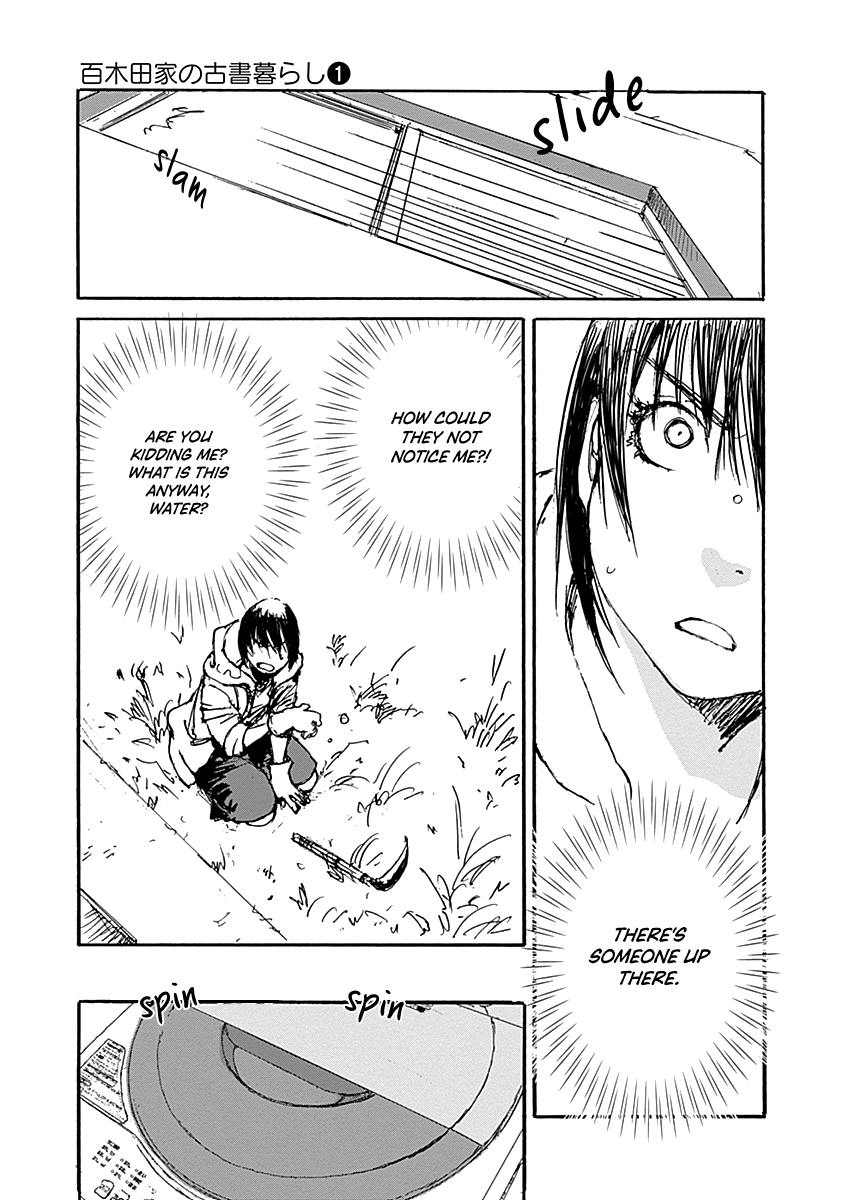 百木田家の古書暮らし❶
slide
slam
THERE'S
SOMEONE UP
THERE.
HOW COULD
THEY NOT
NOTICE ME?!
ARE YOU
KIDDING ME?
WHAT IS THIS
ANYWAY,
WATER?
spin
spin